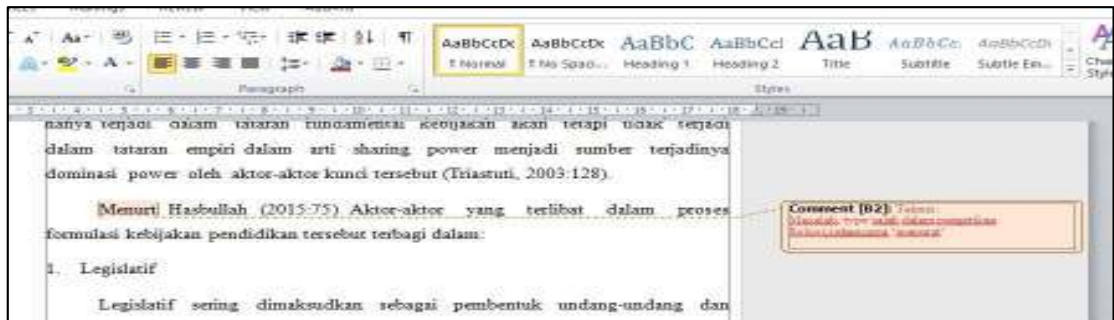 AaBbCcDc AaBbCcDc AaBbC AaBbCcI AaB AaBbCc AaBbCcDc
¶ Normal ¶ No Spaci... Heading 1 Heading 2 Title Subtitle Subtle Em...
Paragraph Styles
hanya terjadi dalam tataran fundamental kebijakan akan tetapi tidak terjadi
dalam tataran empiri dalam arti sharing power menjadi sumber terjadinya
dominasi power oleh aktor-aktor kunci tersebut (Triastuti, 2003:128).
Menurt Hasbullah (2015:75) Aktor-aktor yang terlibat dalam proses
formulasi kebijakan pendidikan tersebut terbagi dalam:
Comment [B2]:
1. Legislatif
Legislatif sering dimaksudkan sebagai pembentuk undang-undang dan